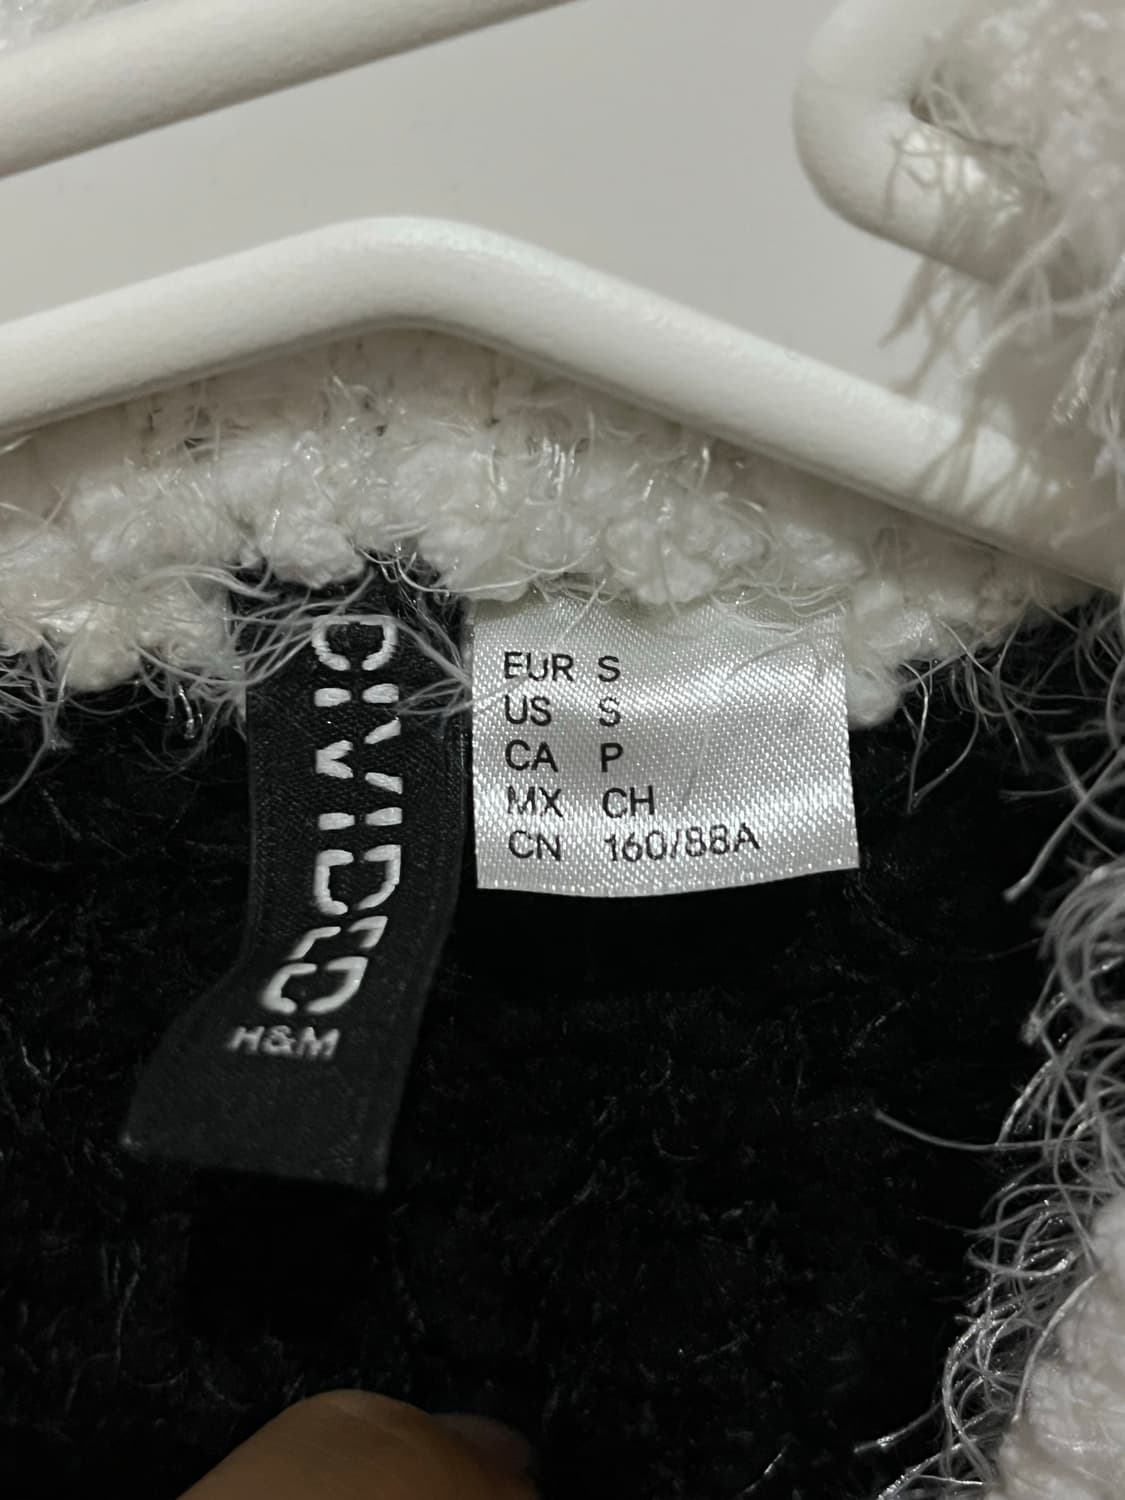 DIVIDED
H&M
EUR S
US S
CA P
MX CH
CN 160/88A